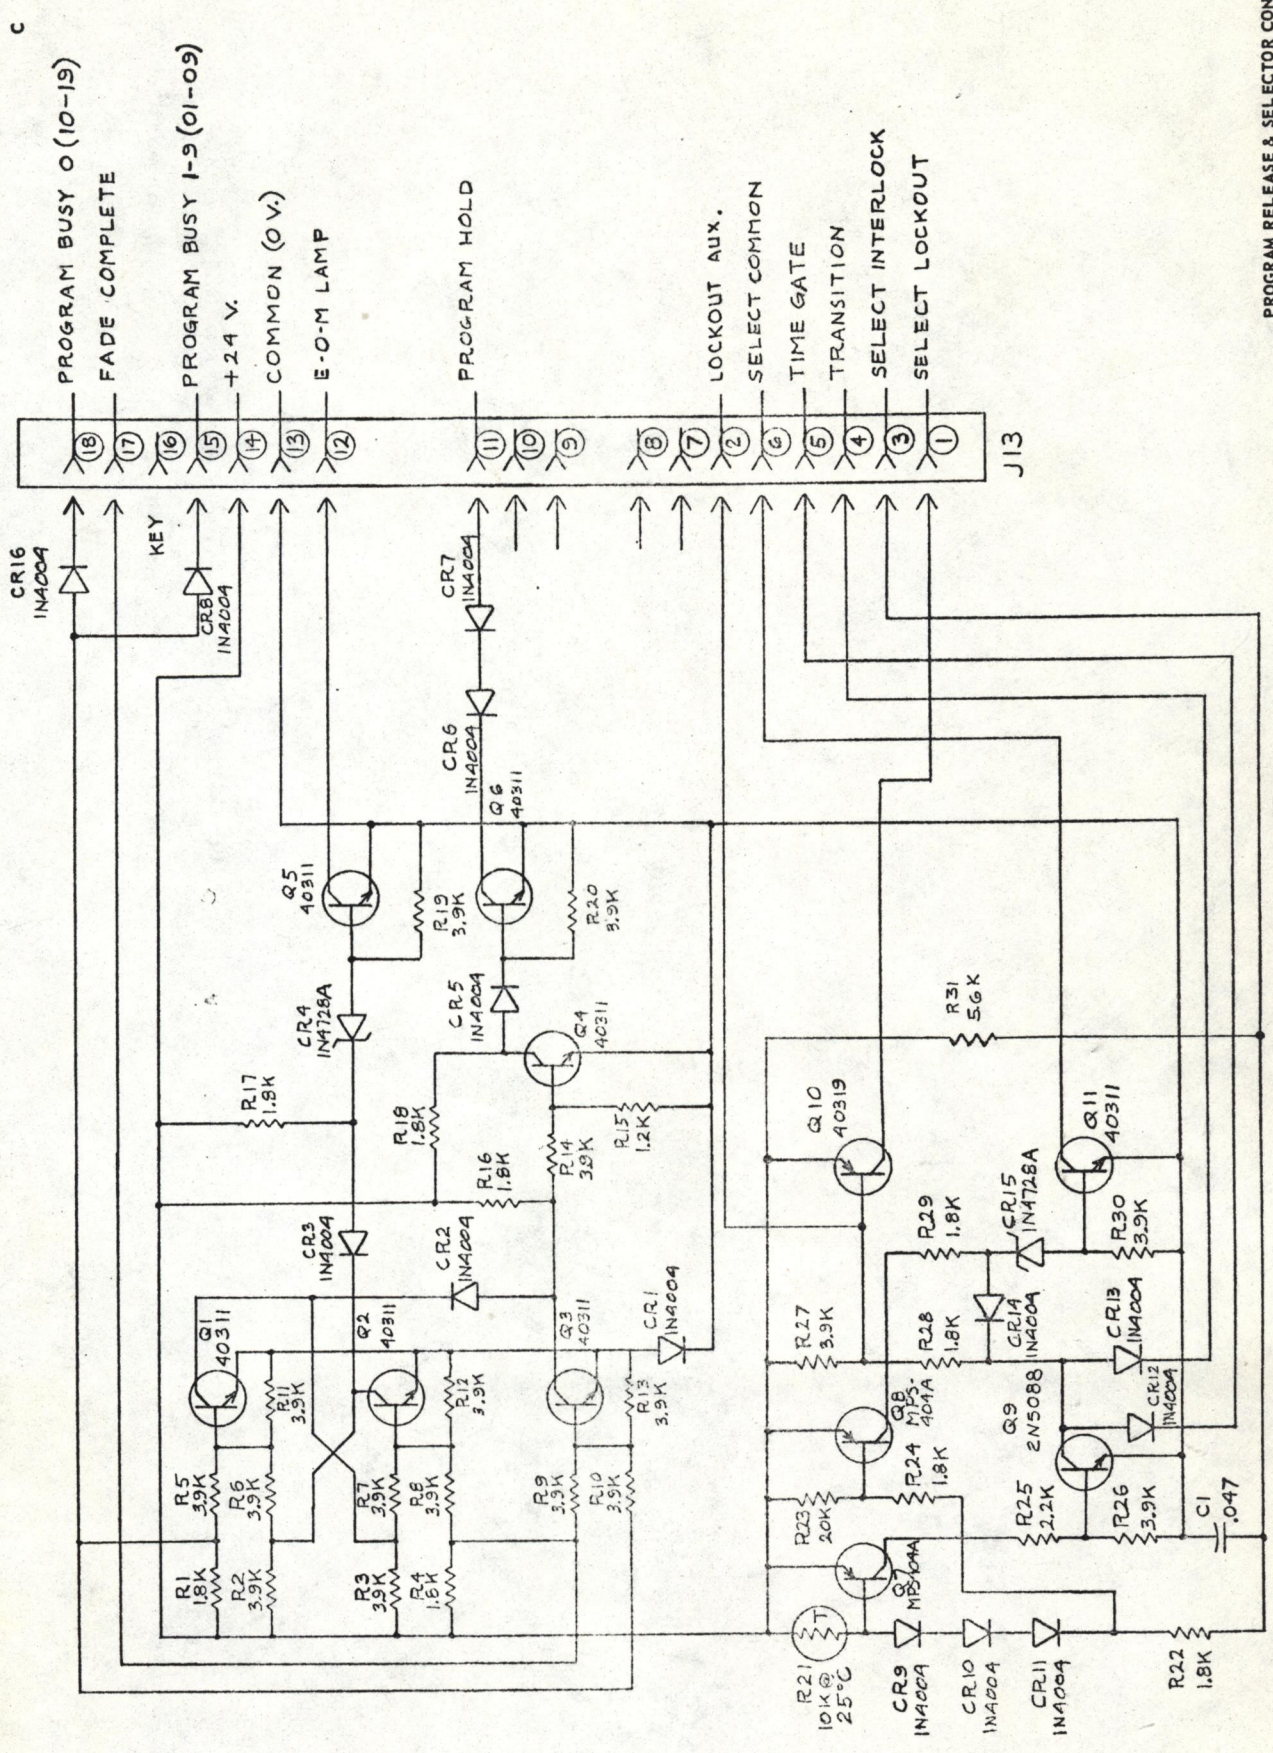 C
PROGRAM BUSY 0 (10-19)
FADE COMPLETE
PROGRAM BUSY 1-9 (01-09)
+24 V.
COMMON (0 V.)
E-O-M LAMP
PROGRAM HOLD
LOCKOUT AUX.
SELECT COMMON
TIME GATE
TRANSITION
SELECT INTERLOCK
SELECT LOCKOUT
18
17
16
15
14
13
12
11
10
9
8
7
2
6
5
4
3
1
J13
KEY
CR16
1N4004
CR8
1N4004
CR7
1N4004
CR6
1N4004
Q6
40311
Q5
40311
R19
3.9K
R20
3.9K
CR4
1N4728A
CR5
1N4004
Q4
40311
R17
1.8K
R18
1.8K
R16
1.8K
R14
39K
R15
1.2K
CR3
1N4004
CR2
1N4004
Q1
40311
Q2
40311
Q3
40311
CR1
1N4004
R11
3.9K
R12
3.9K
R13
3.9K
R5
3.9K
R6
3.9K
R7
3.9K
R8
3.9K
R9
3.9K
R10
3.9K
R1
1.8K
R2
3.9K
R3
3.9K
R4
1.8K
Q10
40319
R31
5.6K
Q11
40311
R29
1.8K
CR15
1N4728A
R30
3.9K
R27
3.9K
R28
1.8K
CR14
1N4004
CR13
1N4004
Q8
MPS-
404A
Q9
2N5088
CR12
1N4004
R23
20K
R24
1.8K
R25
2.2K
R26
3.9K
C1
.047
Q7
MPS404A
R21
10K@
25°C
T
CR9
1N4004
CR10
1N4004
CR11
1N4004
R22
1.8K
PROGRAM RELEASE & SELECTOR CON